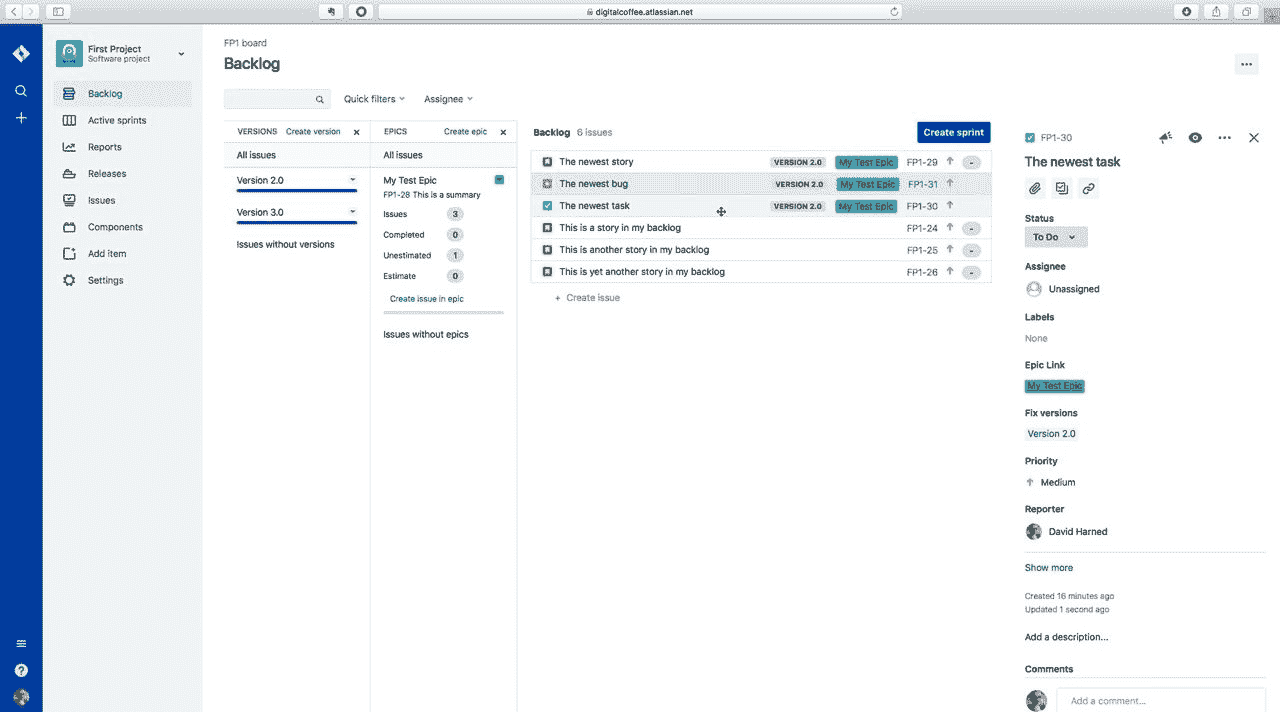 digitalcoffee.atlassian.net
First Project
Software project
Backlog
Active sprints
Reports
Releases
Issues
Components
Add item
Settings
FP1 board
Backlog
Quick filters
Assignee
VERSIONS Create version
All issues
Version 2.0
Version 3.0
Issues without versions
EPICS Create epic
All issues
My Test Epic
FP1-28 This is a summary
Issues 3
Completed 0
Unestimated 1
Estimate 0
Create issue in epic
Issues without epics
Backlog 6 issues
Create sprint
The newest story VERSION 2.0 My Test Epic FP1-29 -
The newest bug VERSION 2.0 My Test Epic FP1-31
The newest task VERSION 2.0 My Test Epic FP1-30
This is a story in my backlog FP1-24 -
This is another story in my backlog FP1-25 -
This is yet another story in my backlog FP1-26 -
+ Create issue
FP1-30
The newest task
Status
To Do
Assignee
Unassigned
Labels
None
Epic Link
My Test Epic
Fix versions
Version 2.0
Priority
Medium
Reporter
David Harned
Show more
Created 16 minutes ago
Updated 1 second ago
Add a description...
Comments
Add a comment...